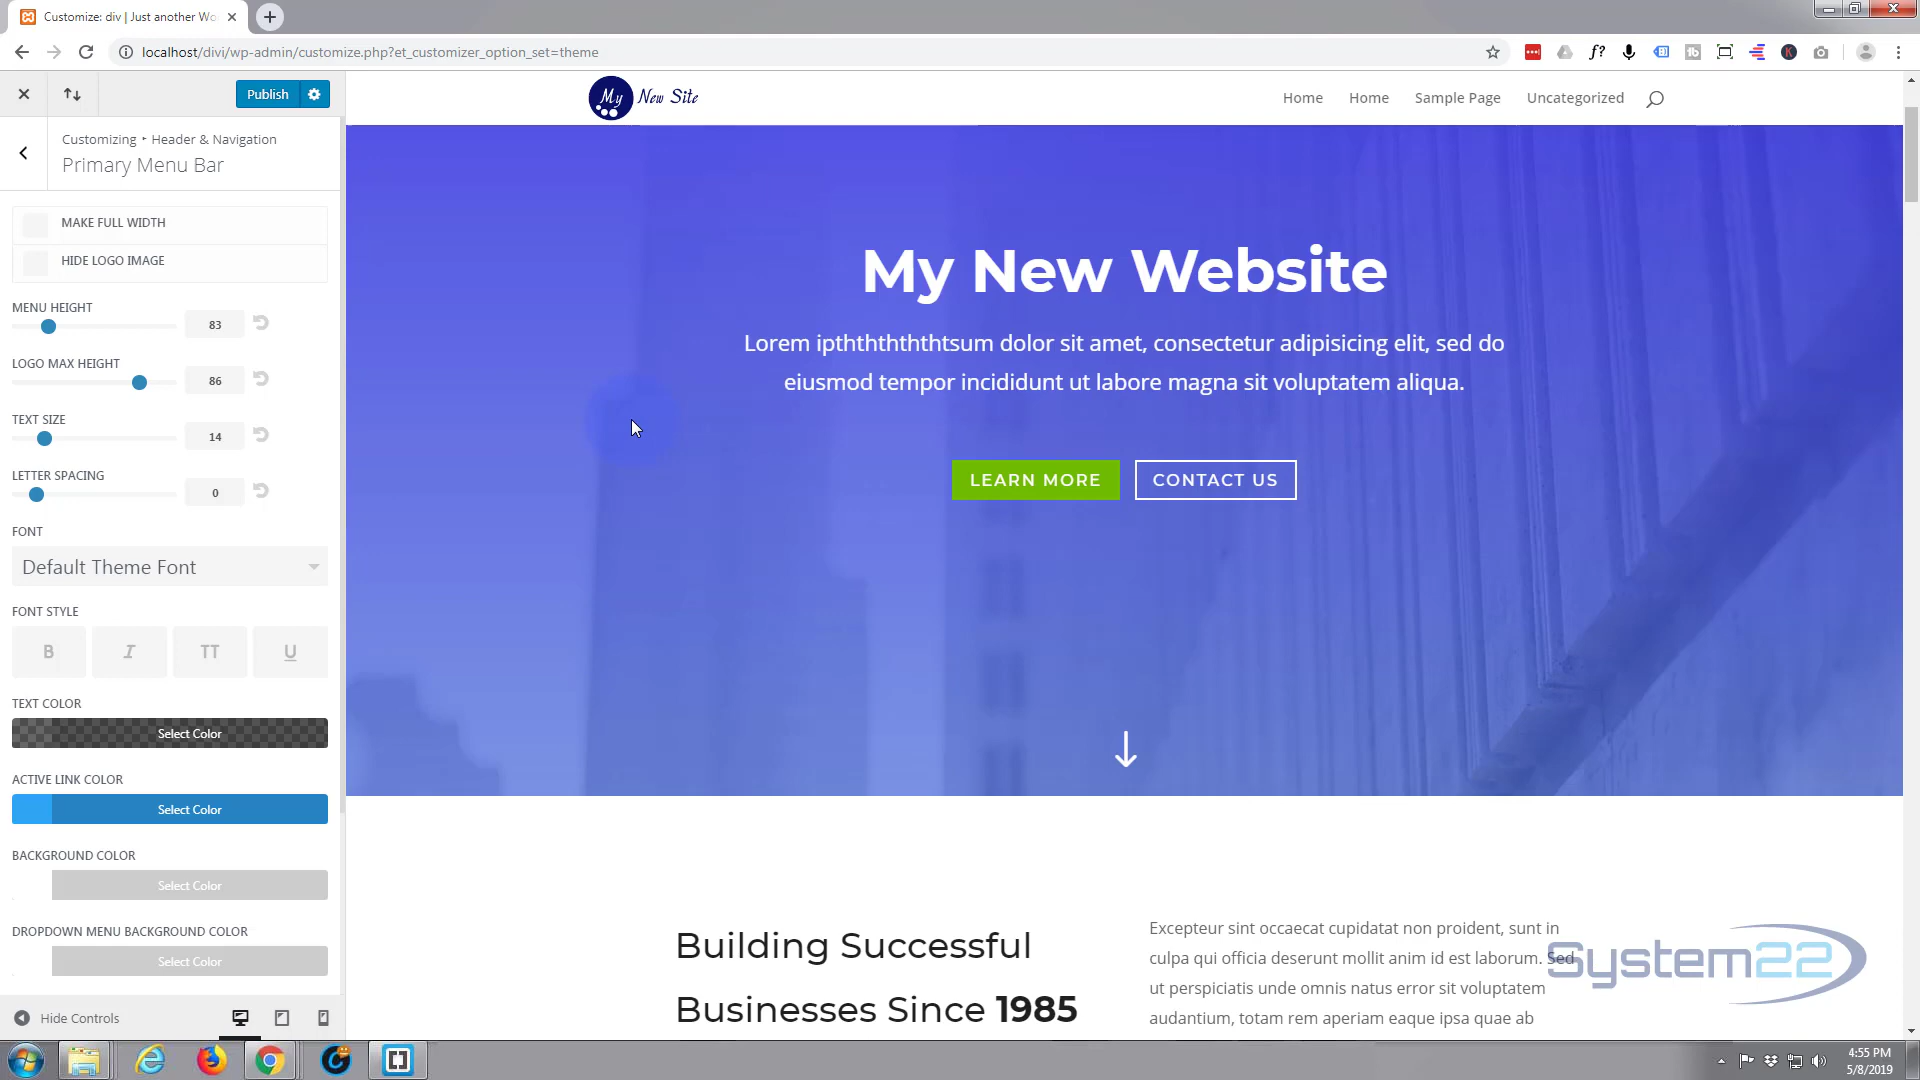 Customize: div | Just another Wo
localhost/divi/wp-admin/customize.php?et_customizer_option_set=theme
Publish
Customizing ▸ Header & Navigation
Primary Menu Bar
MAKE FULL WIDTH
HIDE LOGO IMAGE
MENU HEIGHT
83
LOGO MAX HEIGHT
86
TEXT SIZE
14
LETTER SPACING
0
FONT
Default Theme Font
FONT STYLE
B I TT U
TEXT COLOR
Select Color
ACTIVE LINK COLOR
Select Color
BACKGROUND COLOR
Select Color
DROPDOWN MENU BACKGROUND COLOR
Select Color
Hide Controls
My New Site
Home Home Sample Page Uncategorized
My New Website
Lorem ipthththththtsum dolor sit amet, consectetur adipisicing elit, sed do
eiusmod tempor incididunt ut labore magna sit voluptatem aliqua.
LEARN MORE CONTACT US
Building Successful
Businesses Since 1985
Excepteur sint occaecat cupidatat non proident, sunt in
culpa qui officia deserunt mollit anim id est laborum. Sed
ut perspiciatis unde omnis natus error sit voluptatem
audantium, totam rem aperiam eaque ipsa quae ab
System22
4:55 PM
5/8/2019